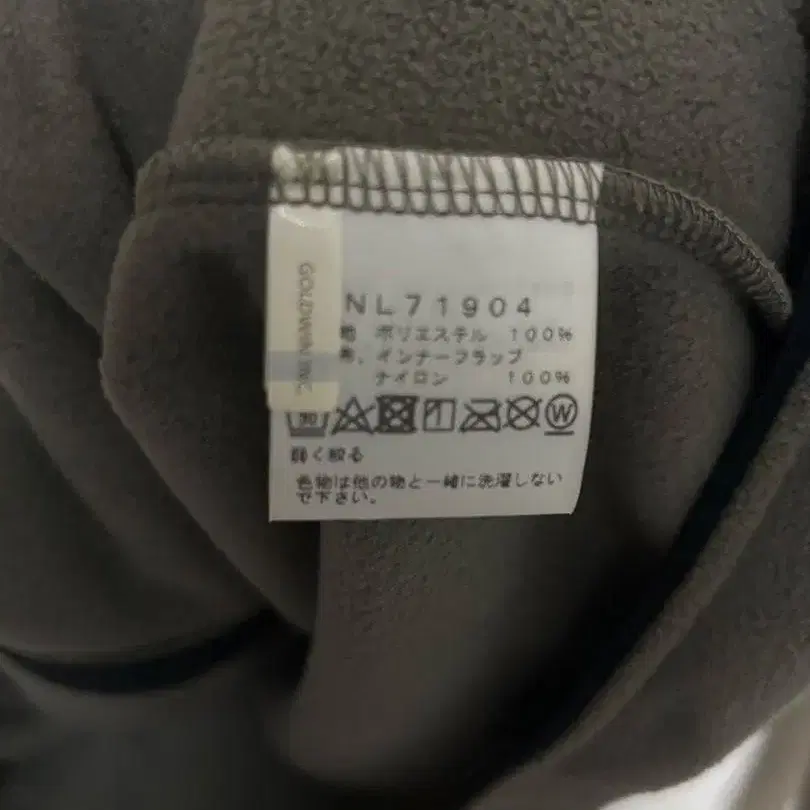 GOLDWIN INC.
NL71904
地 ポリエステル 100%
布、インナーフラップ
ナイロン 100%
30
W
弱く絞る
色物は他の物と一緒に洗濯しない
で下さい。